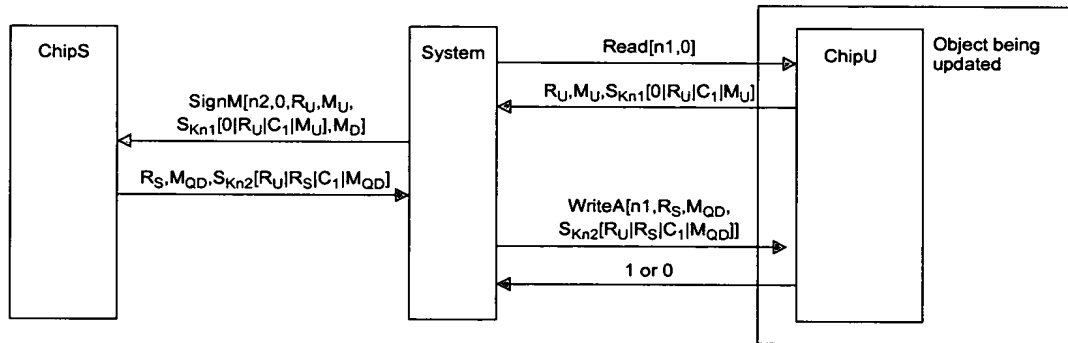 ChipS
System
ChipU
Object being
updated
Read[n1,0]
R_U,M_U,S_Kn1[0|R_U|C_1|M_U]
SignM[n2,0,R_U,M_U,
S_Kn1[0|R_U|C_1|M_U],M_D]
R_S,M_QD,S_Kn2[R_U|R_S|C_1|M_QD]
WriteA[n1,R_S,M_QD,
S_Kn2[R_U|R_S|C_1|M_QD]]
1 or 0